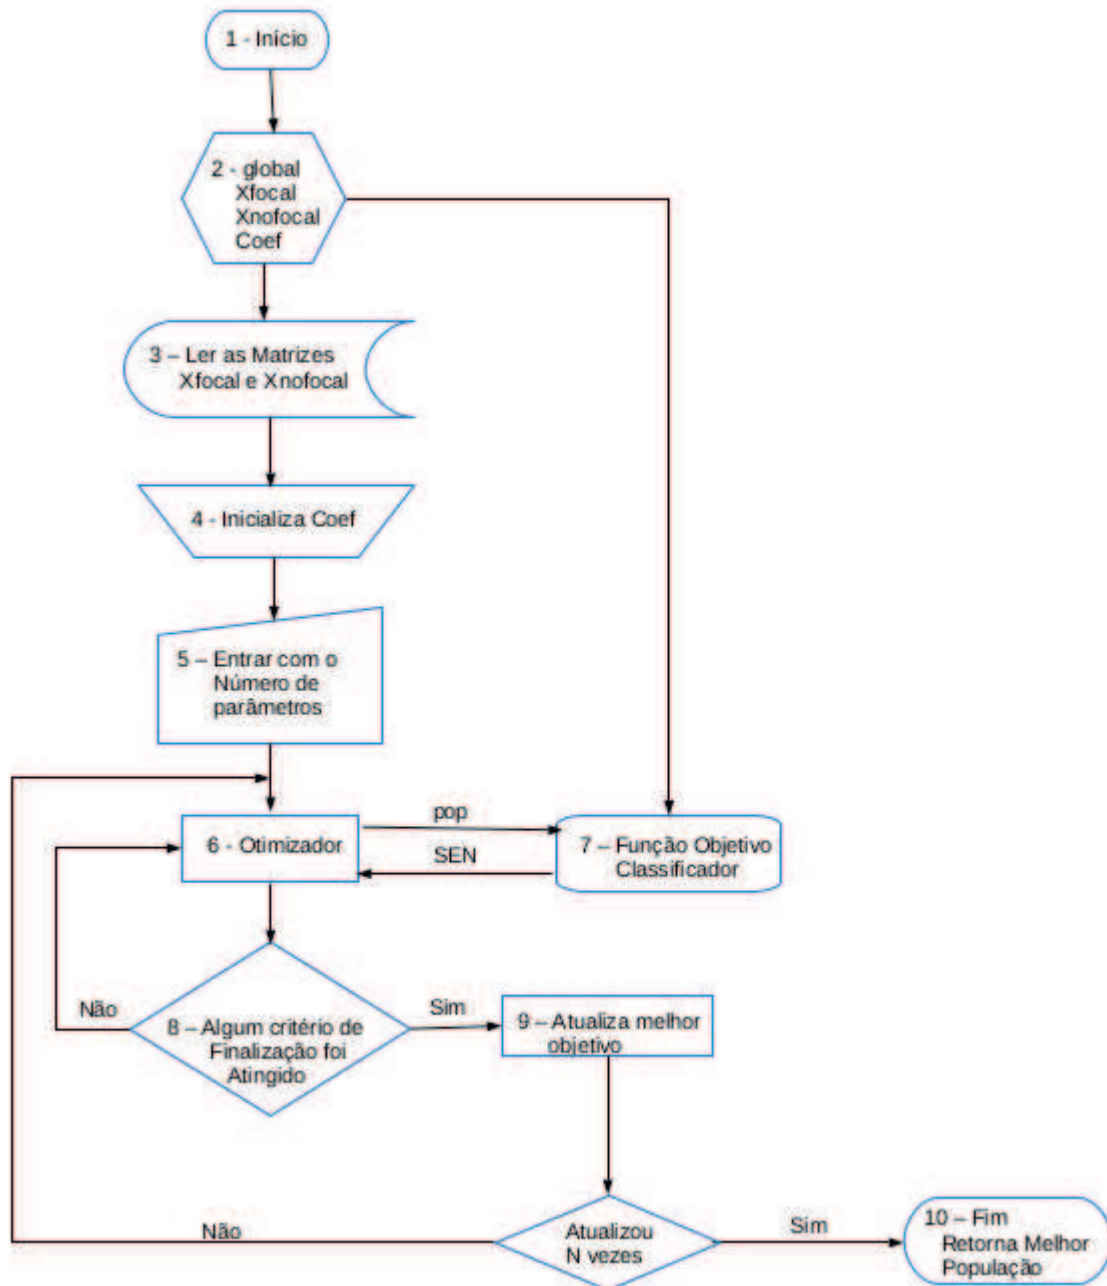 1 - Início
2 - global
Xfocal
Xnofocal
Coef
3 – Ler as Matrizes
Xfocal e Xnofocal
4 - Inicializa Coef
5 – Entrar com o
Número de
parâmetros
6 - Otimizador
pop
SEN
7 – Função Objetivo
Classificador
Não
8 – Algum critério de
Finalização foi
Atingido
Sim
9 – Atualiza melhor
objetivo
Não
Atualizou
N vezes
Sim
10 – Fim
Retorna Melhor
População